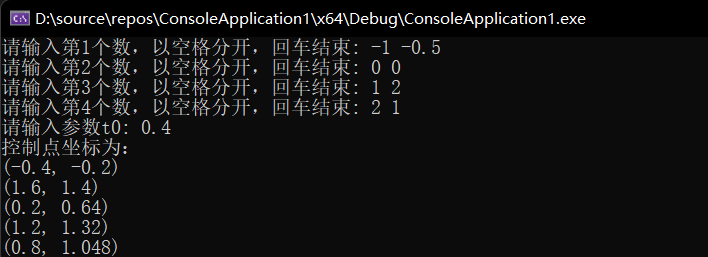 D:\source\repos\ConsoleApplication1\x64\Debug\ConsoleApplication1.exe
请输入第1个数，以空格分开，回车结束: -1 -0.5
请输入第2个数，以空格分开，回车结束: 0 0
请输入第3个数，以空格分开，回车结束: 1 2
请输入第4个数，以空格分开，回车结束: 2 1
请输入参数t0: 0.4
控制点坐标为：
(-0.4, -0.2)
(1.6, 1.4)
(0.2, 0.64)
(1.2, 1.32)
(0.8, 1.048)